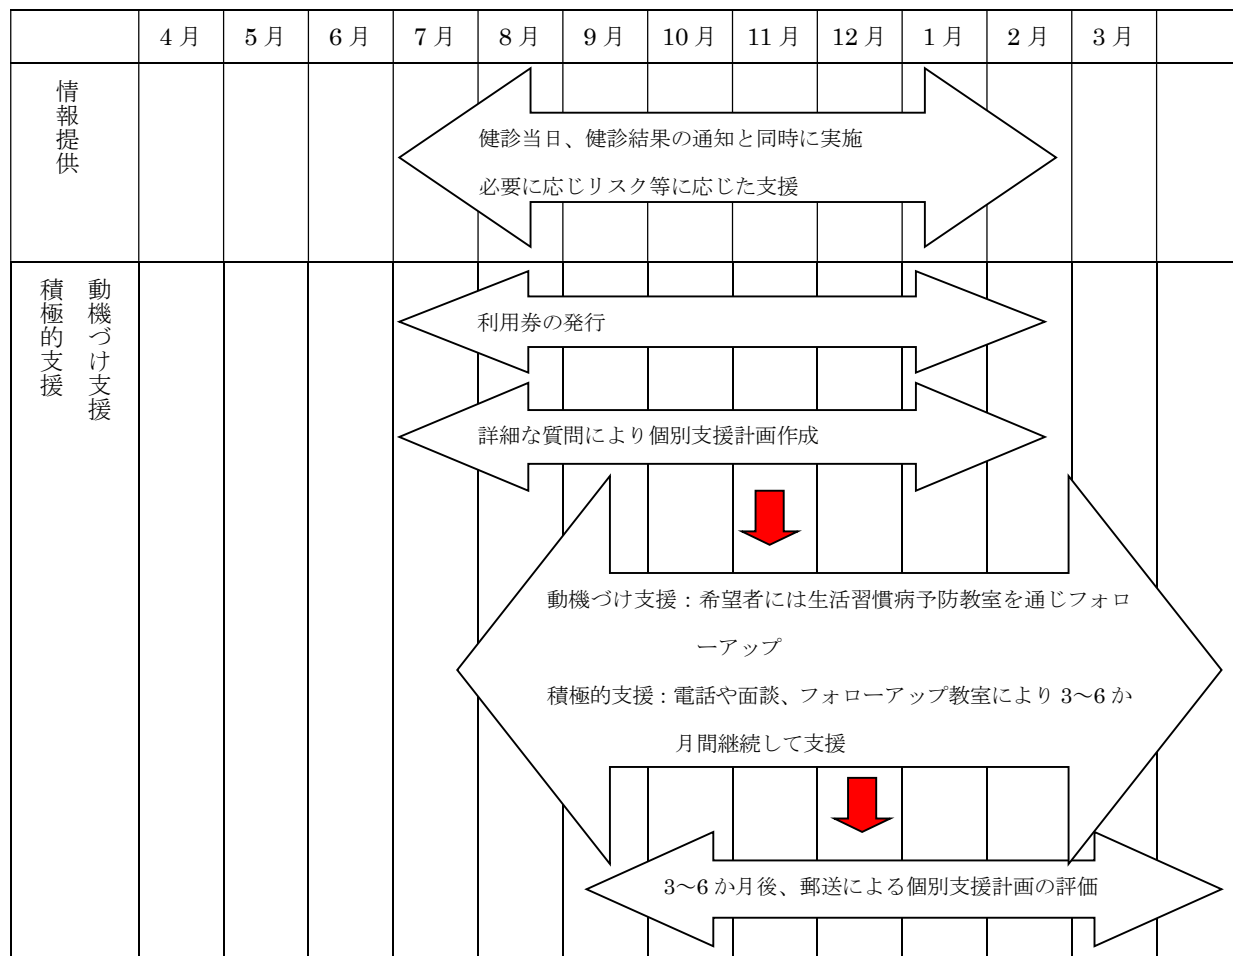 4月 5月 6月 7月 8月 9月 10月 11月 12月 1月 2月 3月
情報提供
健診当日、健診結果の通知と同時に実施
必要に応じリスク等に応じた支援
動機づけ支援
積極的支援
利用券の発行
詳細な質問により個別支援計画作成
動機づけ支援：希望者には生活習慣病予防教室を通じフォロ
ーアップ
積極的支援：電話や面談、フォローアップ教室により3～6か
月間継続して支援
3～6か月後、郵送による個別支援計画の評価